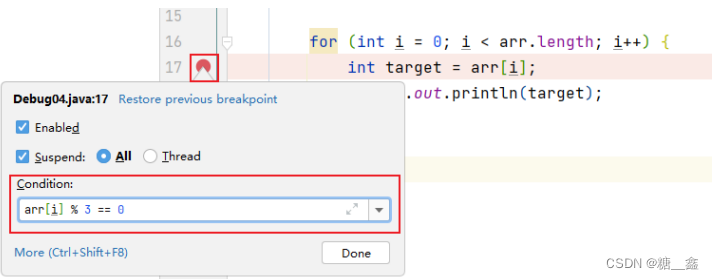 15
16 for (int i = 0; i < arr.length; i++) {
17 int target = arr[i];
.out.println(target);
Debug04.java:17 Restore previous breakpoint
Enabled
Suspend: All Thread
Condition:
arr[i] % 3 == 0
More (Ctrl+Shift+F8) Done
CSDN @糖__鑫